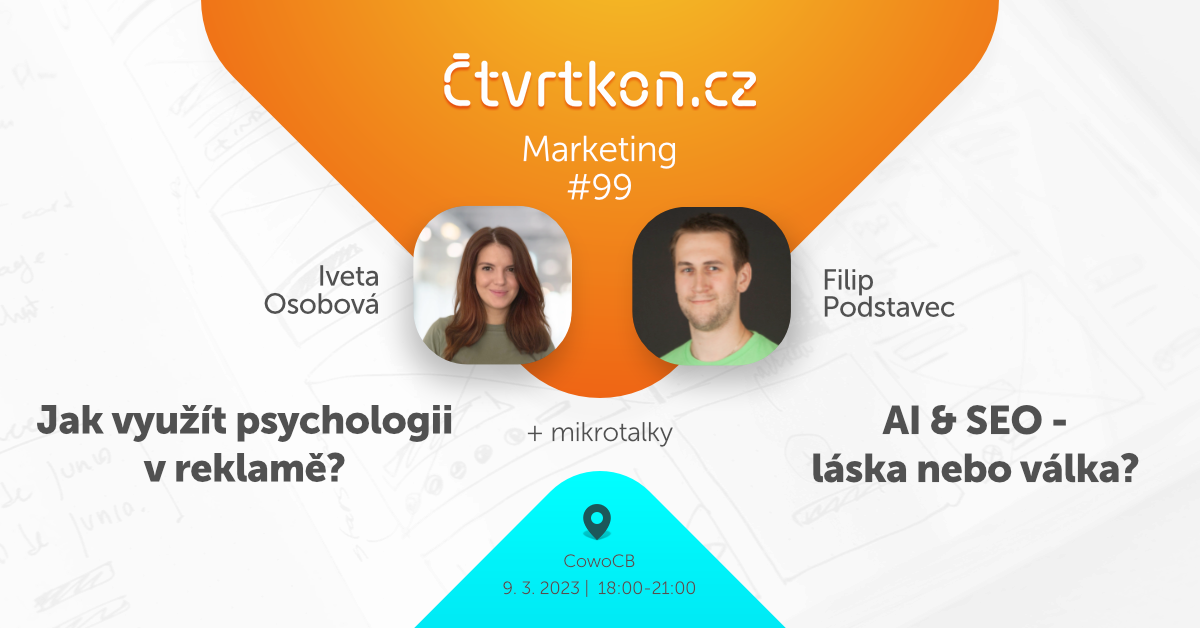 Čtvrtkon.cz
Marketing
#99
Iveta
Osobová
Filip
Podstavec
Jak využít psychologii
v reklamě?
+ mikrotalky
AI & SEO -
láska nebo válka?
CowoCB
9. 3. 2023 | 18:00-21:00